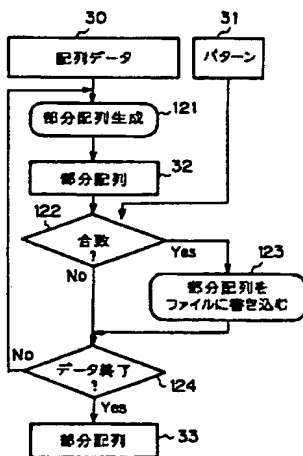 30
31
配列データ
パターン
部分配列生成
121
部分配列
32
122
合致
?
Yes
No
123
部分配列を
ファイルに書き込む
No
データ終了
?
124
Yes
部分配列
33